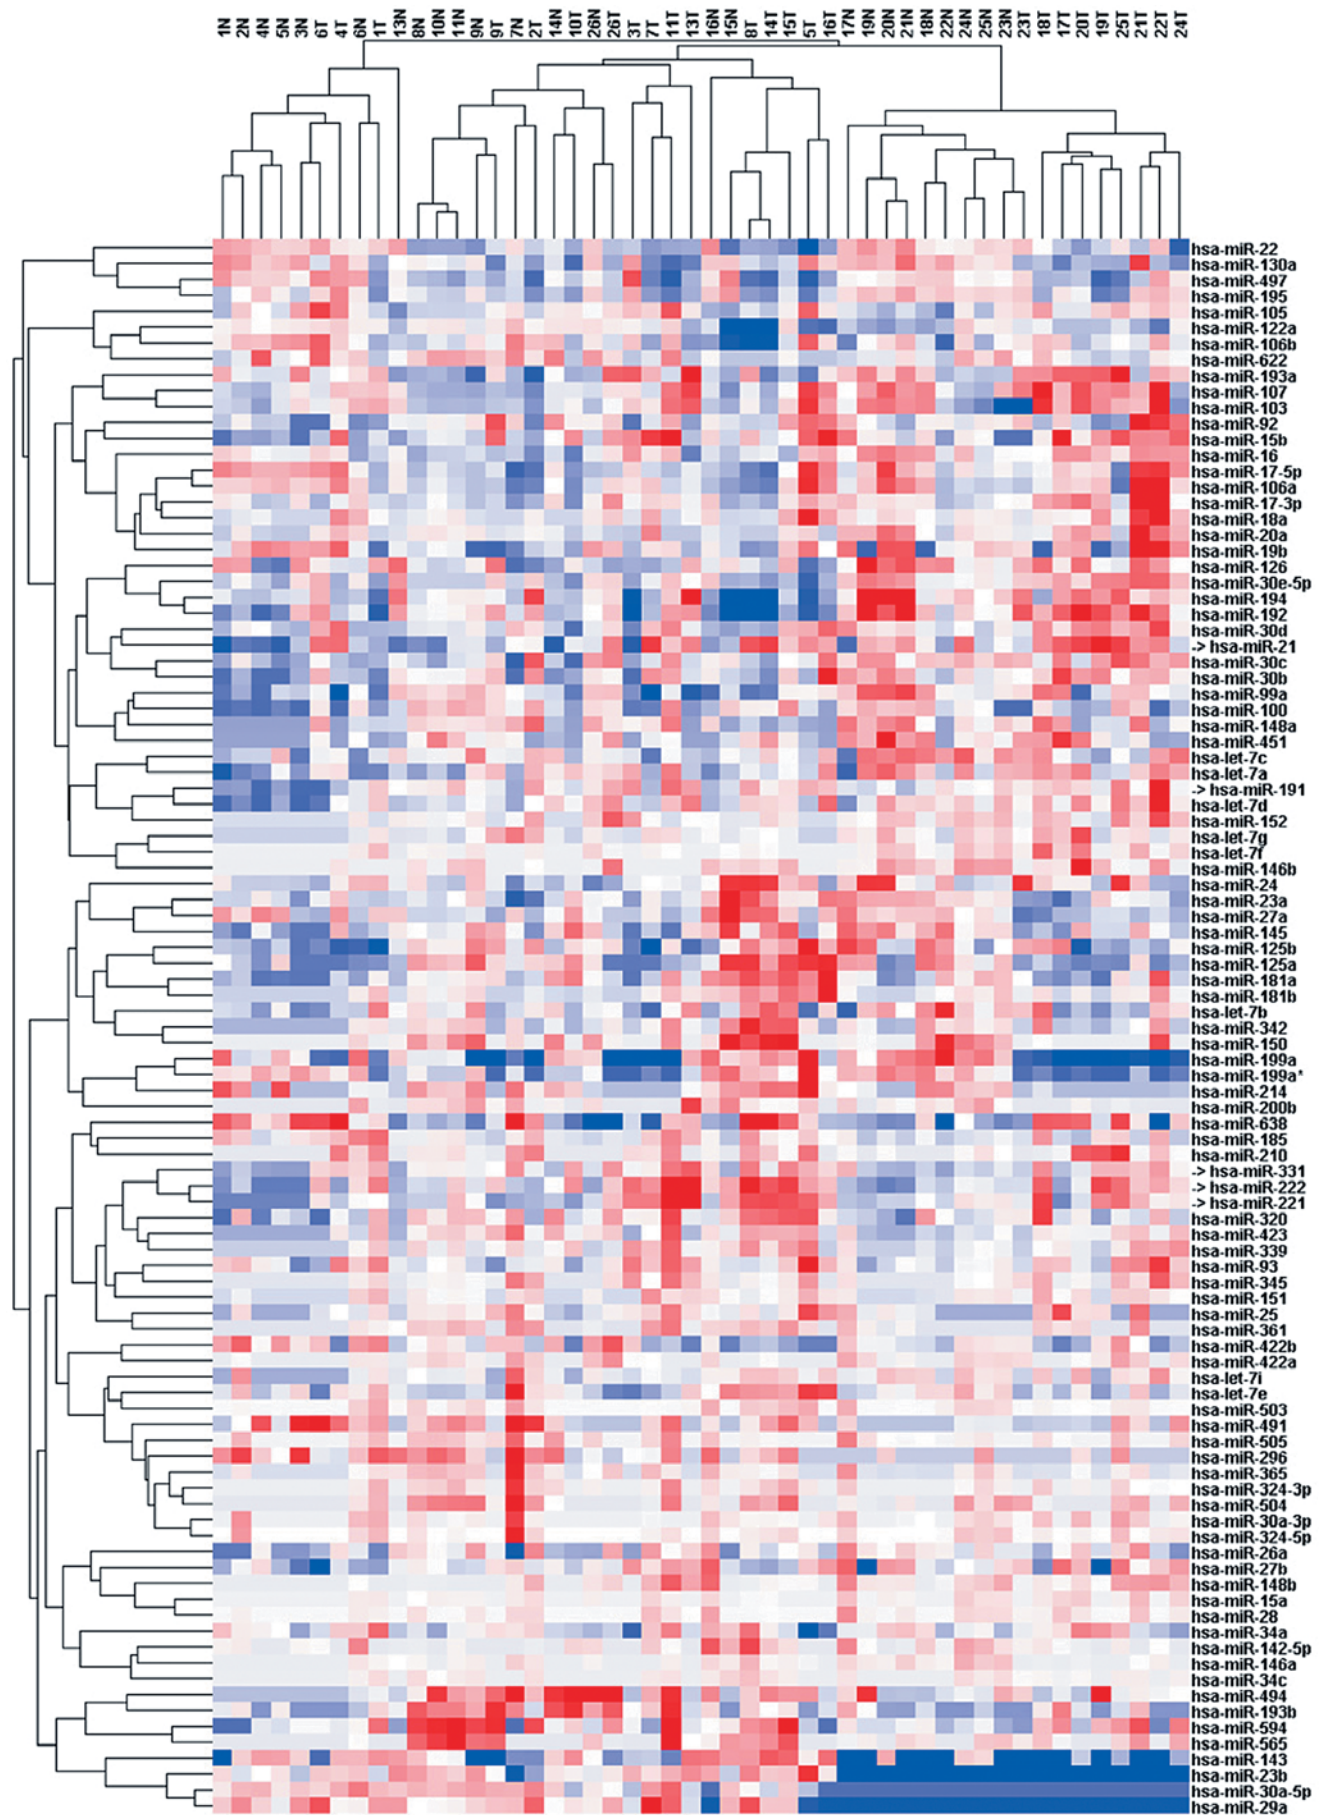 1N 2N 4N 5N 3N 6T 4T 6N 1T 13N 8N 10N 11N 9N 9T 7N 2T 14N 10T 26N 26T 3T 7T 11T 13T 16N 15N 8T 14T 15T 5T 16T 17N 19N 20N 21N 18N 22N 24N 25N 23N 23T 18T 17T 20T 19T 25T 21T 22T 24T
hsa-miR-22
hsa-miR-130a
hsa-miR-497
hsa-miR-195
hsa-miR-105
hsa-miR-122a
hsa-miR-106b
hsa-miR-622
hsa-miR-193a
hsa-miR-107
hsa-miR-103
hsa-miR-92
hsa-miR-15b
hsa-miR-16
hsa-miR-17-5p
hsa-miR-106a
hsa-miR-17-3p
hsa-miR-18a
hsa-miR-20a
hsa-miR-19b
hsa-miR-126
hsa-miR-30e-5p
hsa-miR-194
hsa-miR-192
hsa-miR-30d
-> hsa-miR-21
hsa-miR-30c
hsa-miR-30b
hsa-miR-99a
hsa-miR-100
hsa-miR-148a
hsa-miR-451
hsa-let-7c
hsa-let-7a
-> hsa-miR-191
hsa-let-7d
hsa-miR-152
hsa-let-7g
hsa-let-7f
hsa-miR-146b
hsa-miR-24
hsa-miR-23a
hsa-miR-27a
hsa-miR-145
hsa-miR-125b
hsa-miR-125a
hsa-miR-181a
hsa-miR-181b
hsa-let-7b
hsa-miR-342
hsa-miR-150
hsa-miR-199a
hsa-miR-199a*
hsa-miR-214
hsa-miR-200b
hsa-miR-638
hsa-miR-185
hsa-miR-210
-> hsa-miR-331
-> hsa-miR-222
-> hsa-miR-221
hsa-miR-320
hsa-miR-423
hsa-miR-339
hsa-miR-93
hsa-miR-345
hsa-miR-151
hsa-miR-25
hsa-miR-361
hsa-miR-422b
hsa-miR-422a
hsa-let-7i
hsa-let-7e
hsa-miR-503
hsa-miR-491
hsa-miR-505
hsa-miR-296
hsa-miR-365
hsa-miR-324-3p
hsa-miR-504
hsa-miR-30a-3p
hsa-miR-324-5p
hsa-miR-26a
hsa-miR-27b
hsa-miR-148b
hsa-miR-15a
hsa-miR-28
hsa-miR-34a
hsa-miR-142-5p
hsa-miR-146a
hsa-miR-34c
hsa-miR-494
hsa-miR-193b
hsa-miR-594
hsa-miR-565
hsa-miR-143
hsa-miR-23b
hsa-miR-30a-5p
hsa-miR-29a